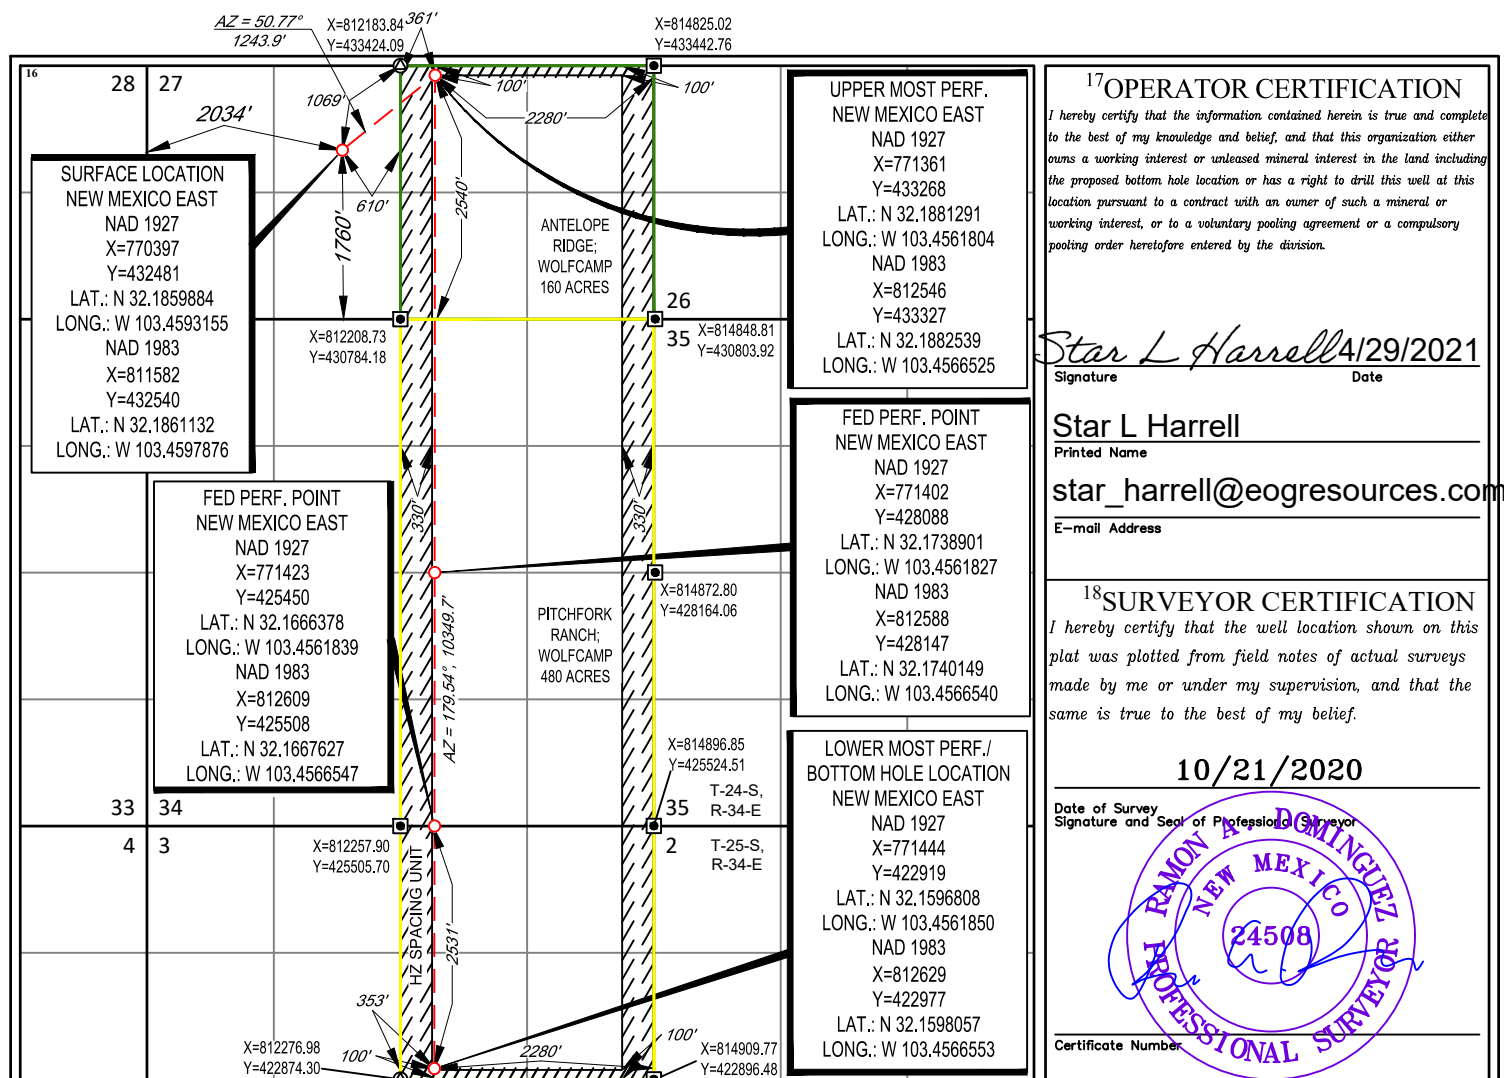 AZ = 50.77°
1243.9'
X=812183.84
Y=433424.09
361'
X=814825.02
Y=433442.76
16
28 27
2034'
1069'
100'
2280'
100'
610'
1760'
2540'
SURFACE LOCATION
NEW MEXICO EAST
NAD 1927
X=770397
Y=432481
LAT.: N 32.1859884
LONG.: W 103.4593155
NAD 1983
X=811582
Y=432540
LAT.: N 32.1861132
LONG.: W 103.4597876
ANTELOPE
RIDGE;
WOLFCAMP
160 ACRES
UPPER MOST PERF.
NEW MEXICO EAST
NAD 1927
X=771361
Y=433268
LAT.: N 32.1881291
LONG.: W 103.4561804
NAD 1983
X=812546
Y=433327
LAT.: N 32.1882539
LONG.: W 103.4566525
26
35
X=812208.73
Y=430784.18
X=814848.81
Y=430803.92
330'
330'
FED PERF. POINT
NEW MEXICO EAST
NAD 1927
X=771402
Y=428088
LAT.: N 32.1738901
LONG.: W 103.4561827
NAD 1983
X=812588
Y=428147
LAT.: N 32.1740149
LONG.: W 103.4566540
FED PERF. POINT
NEW MEXICO EAST
NAD 1927
X=771423
Y=425450
LAT.: N 32.1666378
LONG.: W 103.4561839
NAD 1983
X=812609
Y=425508
LAT.: N 32.1667627
LONG.: W 103.4566547
X=814872.80
Y=428164.06
PITCHFORK
RANCH;
WOLFCAMP
480 ACRES
AZ = 179.54°, 10349.7'
X=814896.85
Y=425524.51
T-24-S,
R-34-E
33 34
35
4 3
2
T-25-S,
R-34-E
X=812257.90
Y=425505.70
HZ SPACING UNIT
2531'
LOWER MOST PERF./
BOTTOM HOLE LOCATION
NEW MEXICO EAST
NAD 1927
X=771444
Y=422919
LAT.: N 32.1596808
LONG.: W 103.4561850
NAD 1983
X=812629
Y=422977
LAT.: N 32.1598057
LONG.: W 103.4566553
353'
100'
2280'
100'
X=812276.98
Y=422874.30
X=814909.77
Y=422896.48
17OPERATOR CERTIFICATION
I hereby certify that the information contained herein is true and complete
to the best of my knowledge and belief, and that this organization either
owns a working interest or unleased mineral interest in the land including
the proposed bottom hole location or has a right to drill this well at this
location pursuant to a contract with an owner of such a mineral or
working interest, or to a voluntary pooling agreement or a compulsory
pooling order heretofore entered by the division.
Star L Harrell 4/29/2021
Signature Date
Star L Harrell
Printed Name
star_harrell@eogresources.com
E-mail Address
18SURVEYOR CERTIFICATION
I hereby certify that the well location shown on this
plat was plotted from field notes of actual surveys
made by me or under my supervision, and that the
same is true to the best of my belief.
10/21/2020
Date of Survey
Signature and Seal of Professional Surveyor
RAMON A. DOMINGUEZ
NEW MEXICO
24508
PROFESSIONAL SURVEYOR
Certificate Number